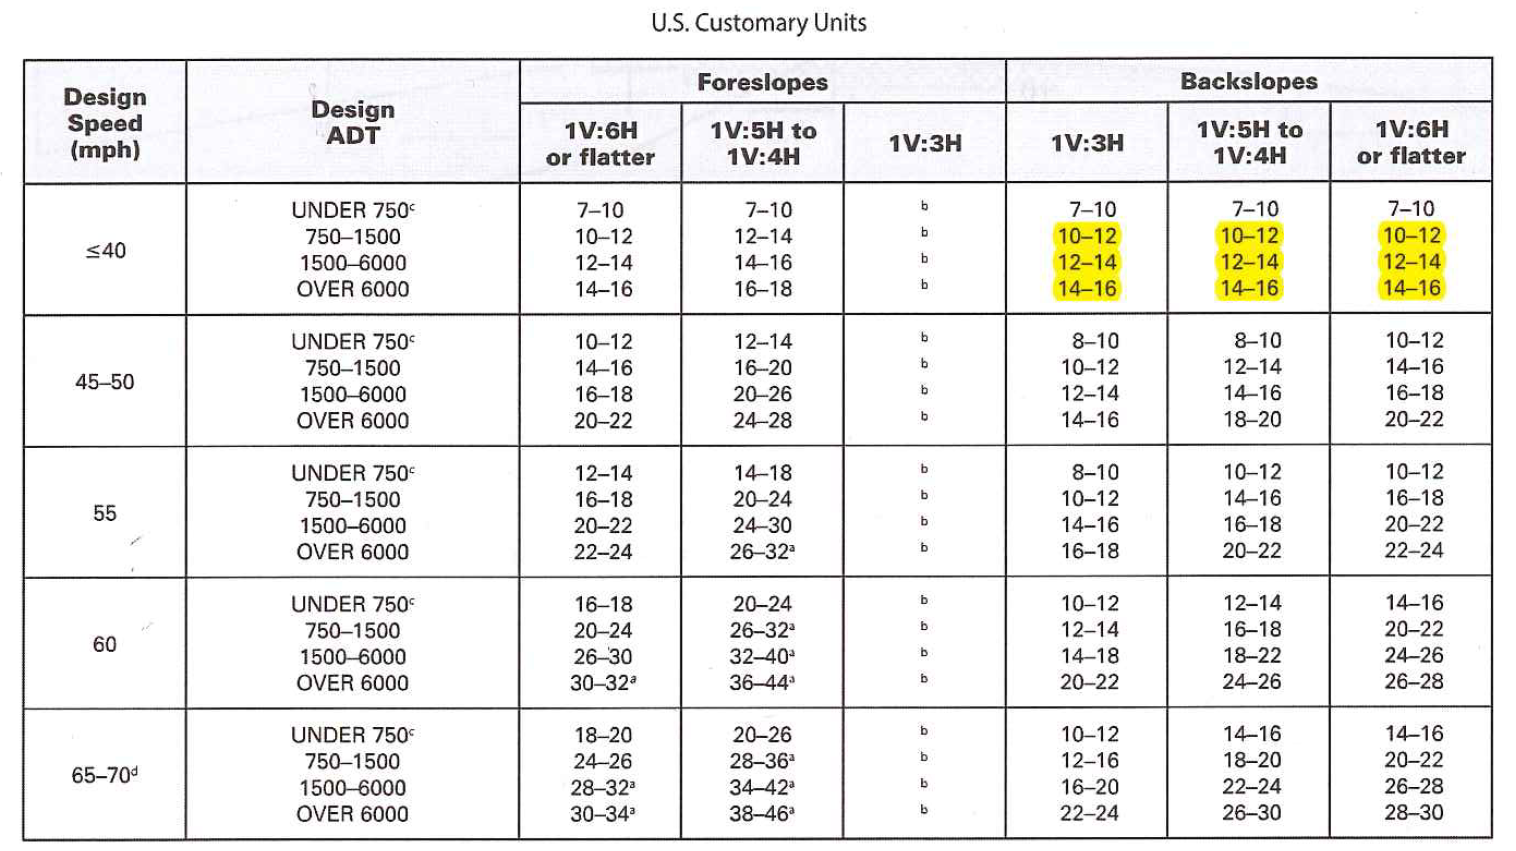 U.S. Customary Units
Design Speed (mph) Design ADT Foreslopes Backslopes
1V:6H or flatter 1V:5H to 1V:4H 1V:3H 1V:3H 1V:5H to 1V:4H 1V:6H or flatter
≤40
UNDER 750ᶜ 7–10 7–10 ᵇ 7–10 7–10 7–10
750–1500 10–12 12–14 ᵇ 10–12 10–12 10–12
1500–6000 12–14 14–16 ᵇ 12–14 12–14 12–14
OVER 6000 14–16 16–18 ᵇ 14–16 14–16 14–16
45–50
UNDER 750ᶜ 10–12 12–14 ᵇ 8–10 8–10 10–12
750–1500 14–16 16–20 ᵇ 10–12 12–14 14–16
1500–6000 16–18 20–26 ᵇ 12–14 14–16 16–18
OVER 6000 20–22 24–28 ᵇ 14–16 18–20 20–22
55
UNDER 750ᶜ 12–14 14–18 ᵇ 8–10 10–12 10–12
750–1500 16–18 20–24 ᵇ 10–12 14–16 16–18
1500–6000 20–22 24–30 ᵇ 14–16 16–18 20–22
OVER 6000 22–24 26–32ᵃ ᵇ 16–18 20–22 22–24
60
UNDER 750ᶜ 16–18 20–24 ᵇ 10–12 12–14 14–16
750–1500 20–24 26–32ᵃ ᵇ 12–14 16–18 20–22
1500–6000 26–30 32–40ᵃ ᵇ 14–18 18–22 24–26
OVER 6000 30–32ᵃ 36–44ᵃ ᵇ 20–22 24–26 26–28
65–70ᵈ
UNDER 750ᶜ 18–20 20–26 ᵇ 10–12 14–16 14–16
750–1500 24–26 28–36ᵃ ᵇ 12–16 18–20 20–22
1500–6000 28–32ᵃ 34–42ᵃ ᵇ 16–20 22–24 26–28
OVER 6000 30–34ᵃ 38–46ᵃ ᵇ 22–24 26–30 28–30